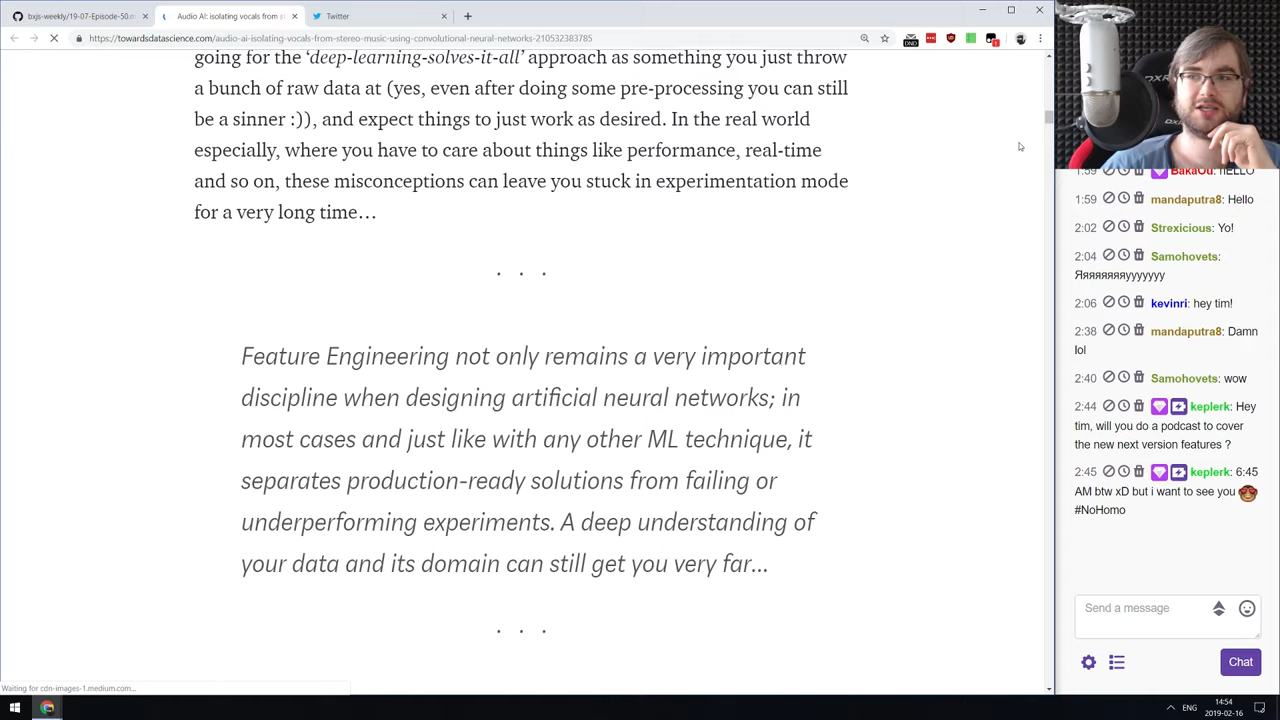 bxjs-weekly/19-07-Episode-50.m
Audio AI: isolating vocals from st
Twitter
https://towardsdatascience.com/audio-ai-isolating-vocals-from-stereo-music-using-convolutional-neural-networks-210532383785
going for the ‘deep-learning-solves-it-all’ approach as something you just throw
a bunch of raw data at (yes, even after doing some pre-processing you can still
be a sinner :)), and expect things to just work as desired. In the real world
especially, where you have to care about things like performance, real-time
and so on, these misconceptions can leave you stuck in experimentation mode
for a very long time…
. . .
Feature Engineering not only remains a very important
discipline when designing artificial neural networks; in
most cases and just like with any other ML technique, it
separates production-ready solutions from failing or
underperforming experiments. A deep understanding of
your data and its domain can still get you very far…
. . .
Waiting for cdn-images-1.medium.com...
DXRA
1:59 BakaOu: hELLO
1:59 mandaputra8: Hello
2:02 Strexicious: Yo!
2:04 Samohovets:
Яяяяяяяяуууууу
2:06 kevinri: hey tim!
2:38 mandaputra8: Damn
lol
2:40 Samohovets: wow
2:44 keplerk: Hey
tim, will you do a podcast to cover
the new next version features ?
2:45 keplerk: 6:45
AM btw xD but i want to see you
#NoHomo
Send a message
Chat
ENG
14:54
2019-02-16